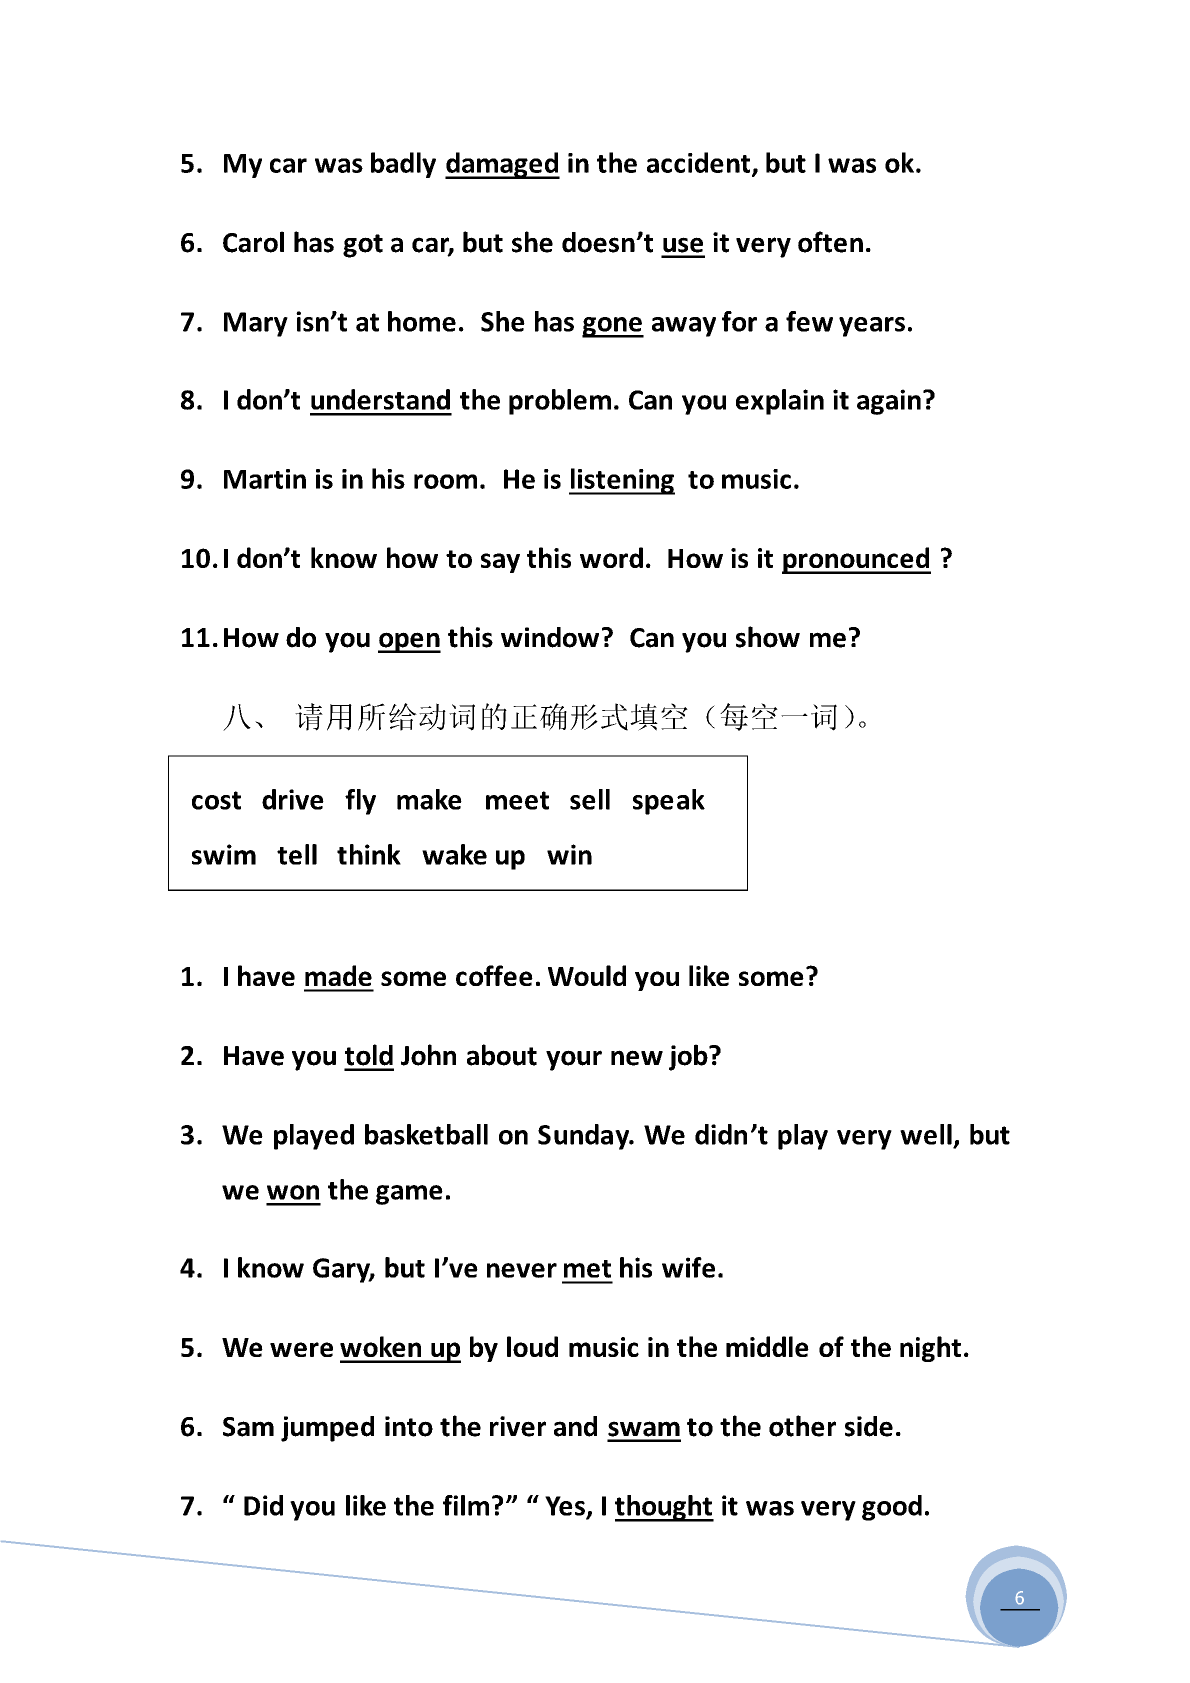 5. My car was badly damaged in the accident, but I was ok.
6. Carol has got a car, but she doesn’t use it very often.
7. Mary isn’t at home. She has gone away for a few years.
8. I don’t understand the problem. Can you explain it again?
9. Martin is in his room. He is listening to music.
10. I don’t know how to say this word. How is it pronounced ?
11. How do you open this window? Can you show me?
八、 请用所给动词的正确形式填空（每空一词）。
cost drive fly make meet sell speak
swim tell think wake up win
1. I have made some coffee. Would you like some?
2. Have you told John about your new job?
3. We played basketball on Sunday. We didn’t play very well, but
we won the game.
4. I know Gary, but I’ve never met his wife.
5. We were woken up by loud music in the middle of the night.
6. Sam jumped into the river and swam to the other side.
7. “ Did you like the film?” “ Yes, I thought it was very good.
6